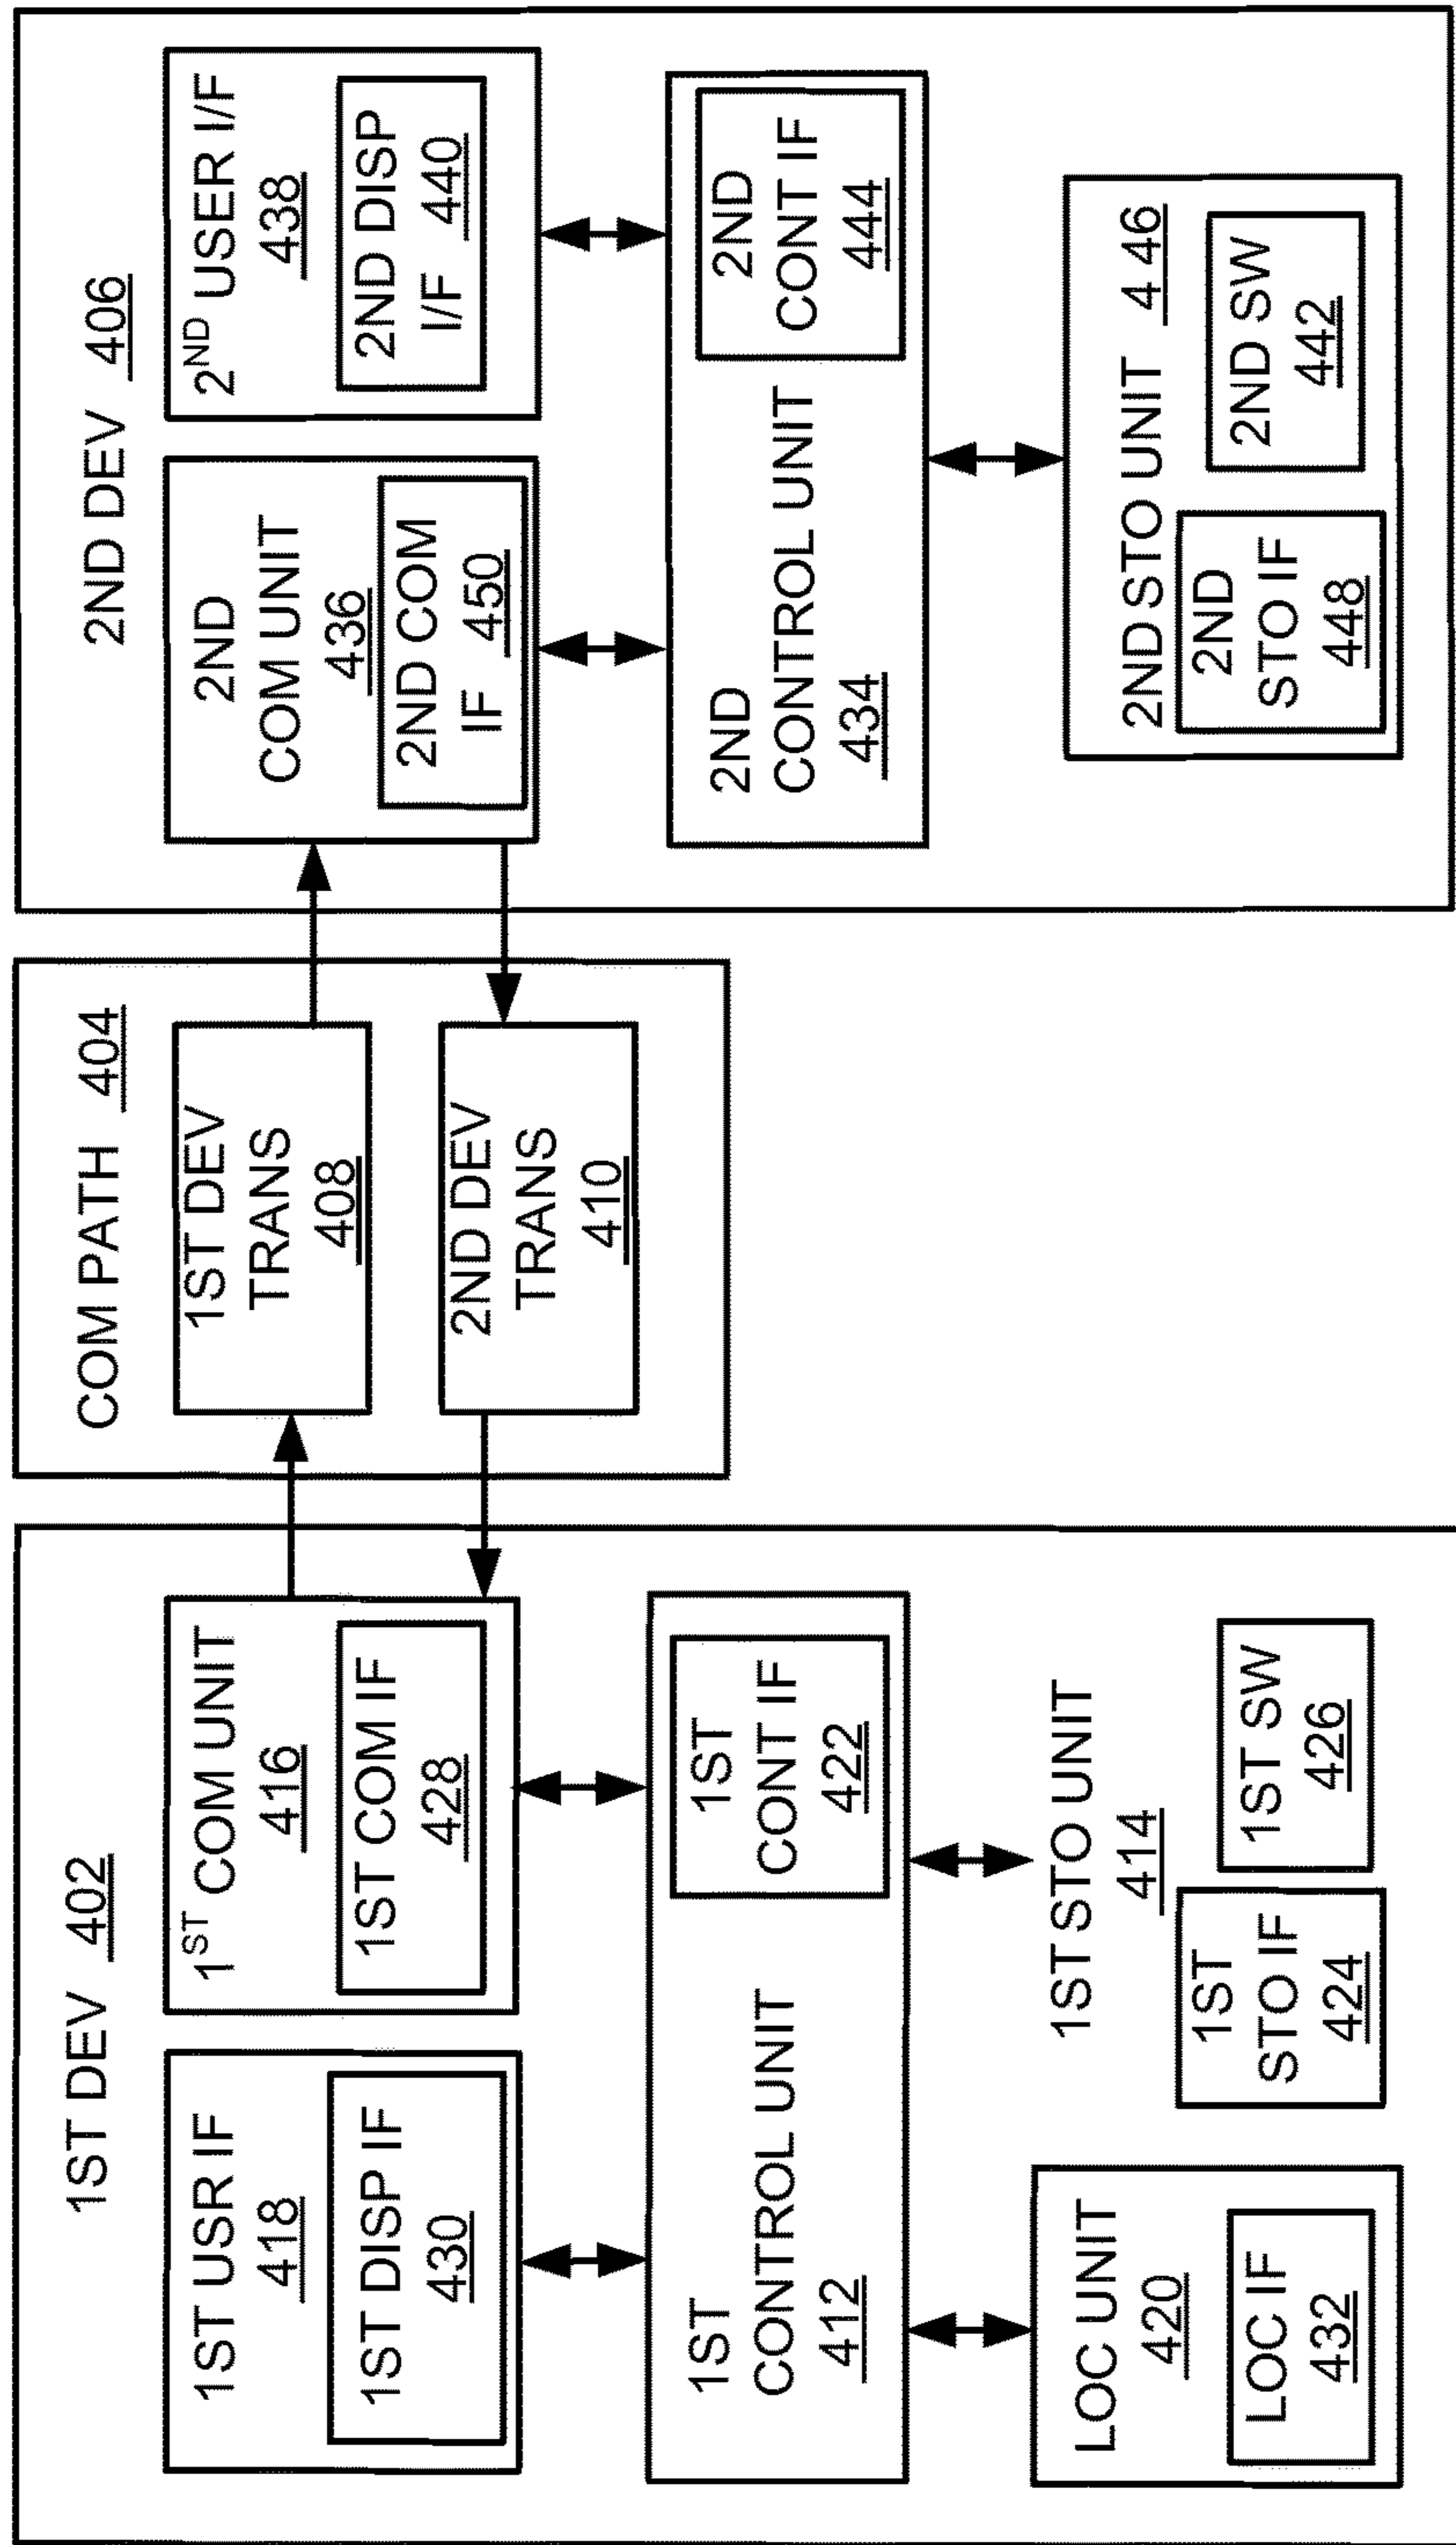 1ST DEV 402
1ST USR IF
418
1ST DISP IF
430
1ST COM UNIT
416
1ST COM IF
428
1ST
CONTROL UNIT
412
1ST
CONT IF
422
LOC UNIT
420
LOC IF
432
1ST STO UNIT
414
1ST
STO IF
424
1ST SW
426
COM PATH 404
1ST DEV
TRANS
408
2ND DEV
TRANS
410
2ND DEV 406
2ND
COM UNIT
436
2ND COM
IF 450
2ND USER I/F
438
2ND DISP
I/F 440
2ND
CONTROL UNIT
434
2ND
CONT IF
444
2ND STO UNIT 446
2ND
STO IF
448
2ND SW
442